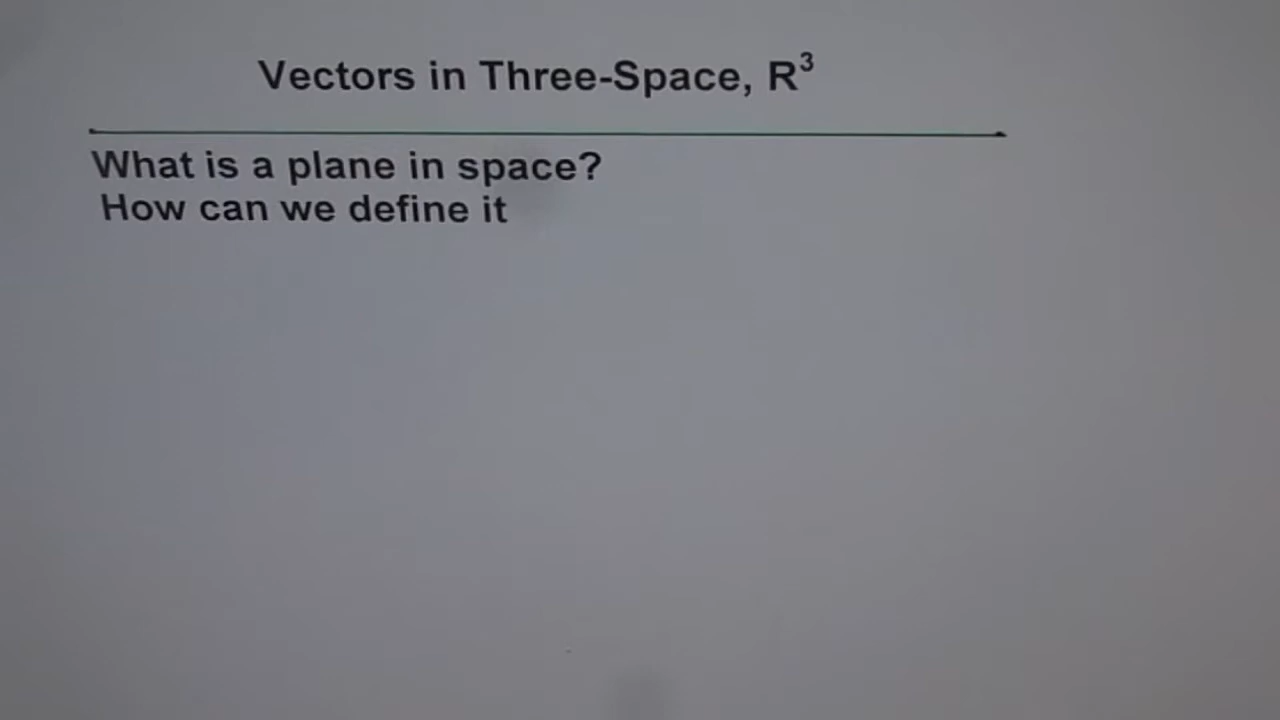 Vectors in Three-Space, R³
What is a plane in space?
How can we define it